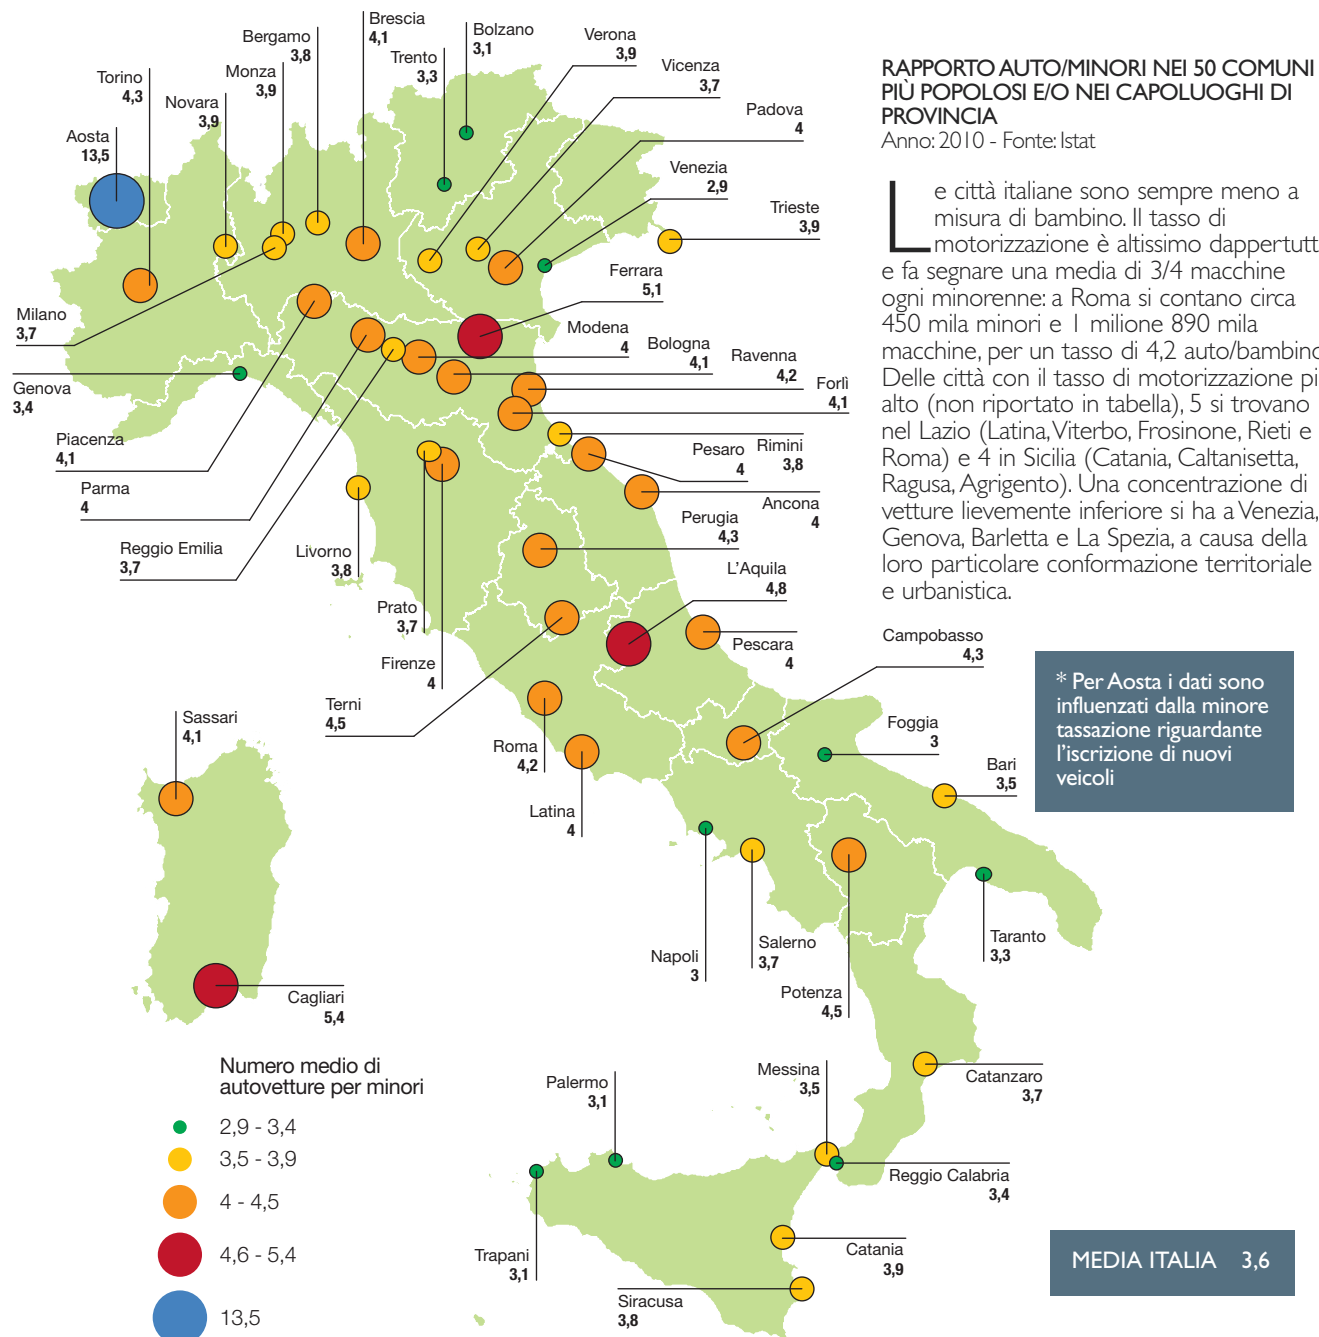 Brescia
4,1
Bolzano
3,1
Verona
3,9
Bergamo
3,8
Trento
3,3
Vicenza
3,7
Torino
4,3
Monza
3,9
Novara
3,9
Padova
4
Aosta
13,5
Venezia
2,9
Trieste
3,9
Ferrara
5,1
Milano
3,7
Modena
4
Bologna
4,1
Ravenna
4,2
Genova
3,4
Forlì
4,1
Piacenza
4,1
Pesaro
4
Rimini
3,8
Parma
4
Ancona
4
Perugia
4,3
Reggio Emilia
3,7
Livorno
3,8
L'Aquila
4,8
Prato
3,7
Pescara
4
Campobasso
4,3
Firenze
4
Terni
4,5
Sassari
4,1
Roma
4,2
Foggia
3
Bari
3,5
Latina
4
Napoli
3
Salerno
3,7
Taranto
3,3
Potenza
4,5
Cagliari
5,4
Catanzaro
3,7
Messina
3,5
Palermo
3,1
Reggio Calabria
3,4
Trapani
3,1
Catania
3,9
Siracusa
3,8
Numero medio di
autovetture per minori
2,9 - 3,4
3,5 - 3,9
4 - 4,5
4,6 - 5,4
13,5
RAPPORTO AUTO/MINORI NEI 50 COMUNI
PIÙ POPOLOSI E/O NEI CAPOLUOGHI DI
PROVINCIA
Anno: 2010 - Fonte: Istat
Le città italiane sono sempre meno a
misura di bambino. Il tasso di
motorizzazione è altissimo dappertutt
e fa segnare una media di 3/4 macchine
ogni minorenne: a Roma si contano circa
450 mila minori e 1 milione 890 mila
macchine, per un tasso di 4,2 auto/bambino
Delle città con il tasso di motorizzazione pi
alto (non riportato in tabella), 5 si trovano
nel Lazio (Latina, Viterbo, Frosinone, Rieti e
Roma) e 4 in Sicilia (Catania, Caltanisetta,
Ragusa, Agrigento). Una concentrazione di
vetture lievemente inferiore si ha a Venezia,
Genova, Barletta e La Spezia, a causa della
loro particolare conformazione territoriale
e urbanistica.
* Per Aosta i dati sono
influenzati dalla minore
tassazione riguardante
l'iscrizione di nuovi
veicoli
MEDIA ITALIA 3,6